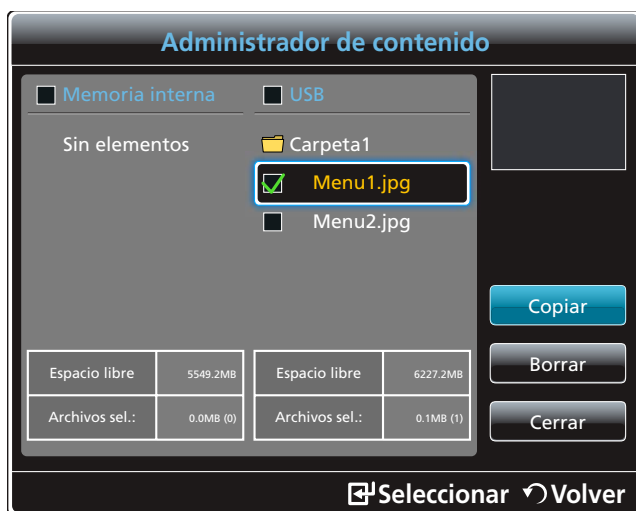 Administrador de contenido
Memoria interna
USB
Sin elementos
Carpeta1
Menu1.jpg
Menu2.jpg
Copiar
Borrar
Cerrar
Espacio libre 5549.2MB
Archivos sel.: 0.0MB (0)
Espacio libre 6227.2MB
Archivos sel.: 0.1MB (1)
Seleccionar Volver